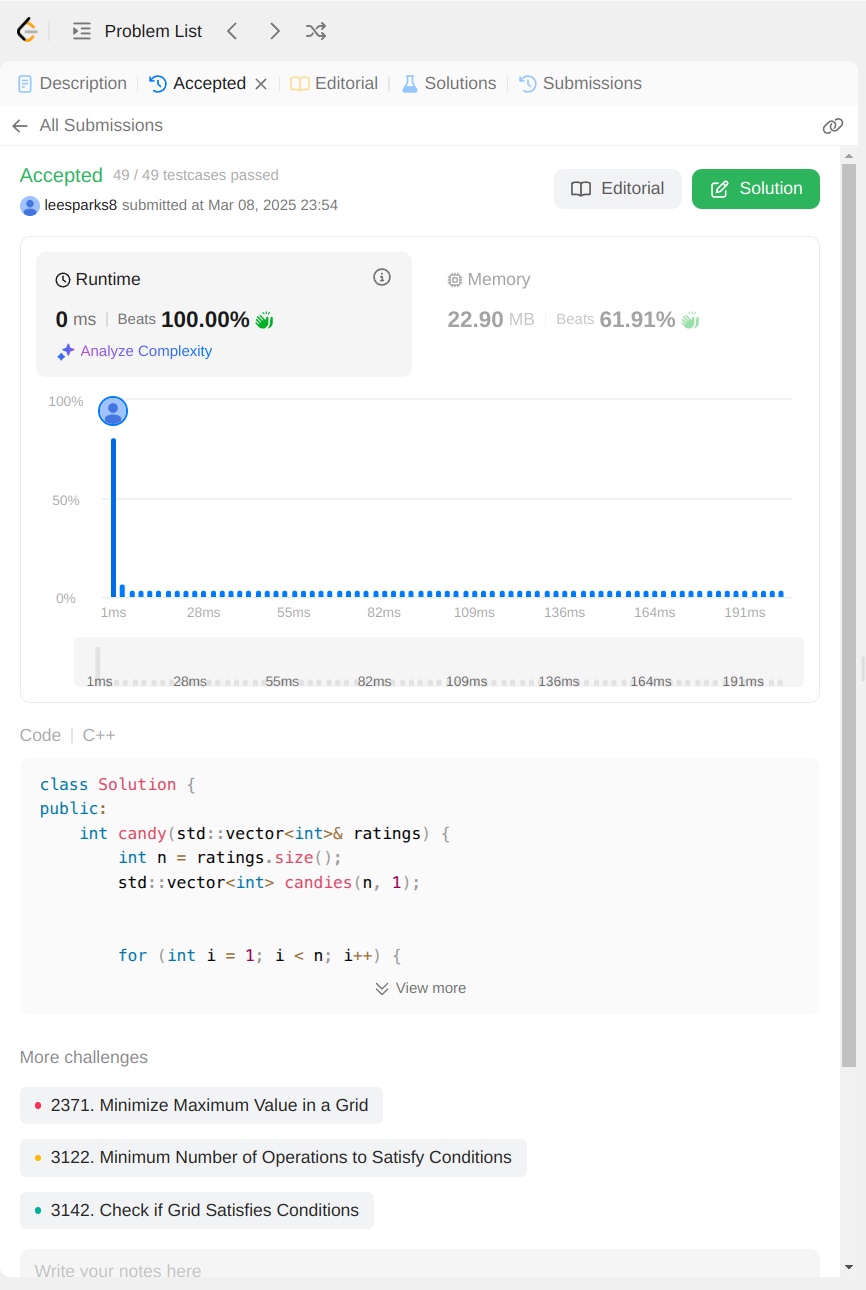 Problem List
Description Accepted Editorial Solutions Submissions
All Submissions
Accepted 49 / 49 testcases passed
leesparks8 submitted at Mar 08, 2025 23:54
Editorial Solution
Runtime
0 ms Beats 100.00%
Analyze Complexity
Memory
22.90 MB Beats 61.91%
100%
50%
0%
1ms 28ms 55ms 82ms 109ms 136ms 164ms 191ms
1ms 28ms 55ms 82ms 109ms 136ms 164ms 191ms
Code C++
class Solution {
public:
    int candy(std::vector<int>& ratings) {
        int n = ratings.size();
        std::vector<int> candies(n, 1);
        for (int i = 1; i < n; i++) {
View more
More challenges
2371. Minimize Maximum Value in a Grid
3122. Minimum Number of Operations to Satisfy Conditions
3142. Check if Grid Satisfies Conditions
Write your notes here